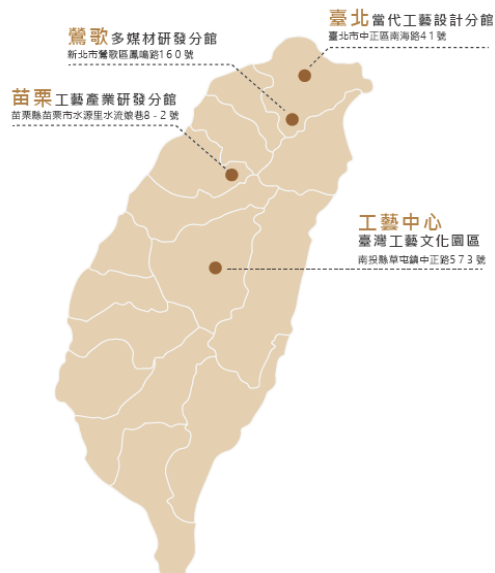 臺北當代工藝設計分館
臺北市中正區南海路41號
鶯歌多媒材研發分館
新北市鶯歌區鳳鳴路160號
苗栗工藝產業研發分館
苗栗縣苗栗市水源里水流娘巷8-2號
工藝中心
臺灣工藝文化園區
南投縣草屯鎮中正路573號